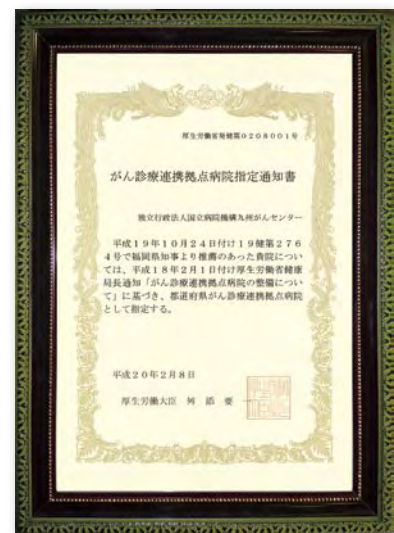 厚生労働省発健第0208001号
がん診療連携拠点病院指定通知書
独立行政法人国立病院機構九州がんセンター
平成19年10月24日付け19健第276
4号で福岡県知事より推薦のあった貴院につい
ては、平成18年2月1日付け厚生労働省健康
局長通知「がん診療連携拠点病院の整備につい
て」に基づき、都道府県がん診療連携拠点病院
として指定する。
平成20年2月8日
厚生労働大臣 舛添要一